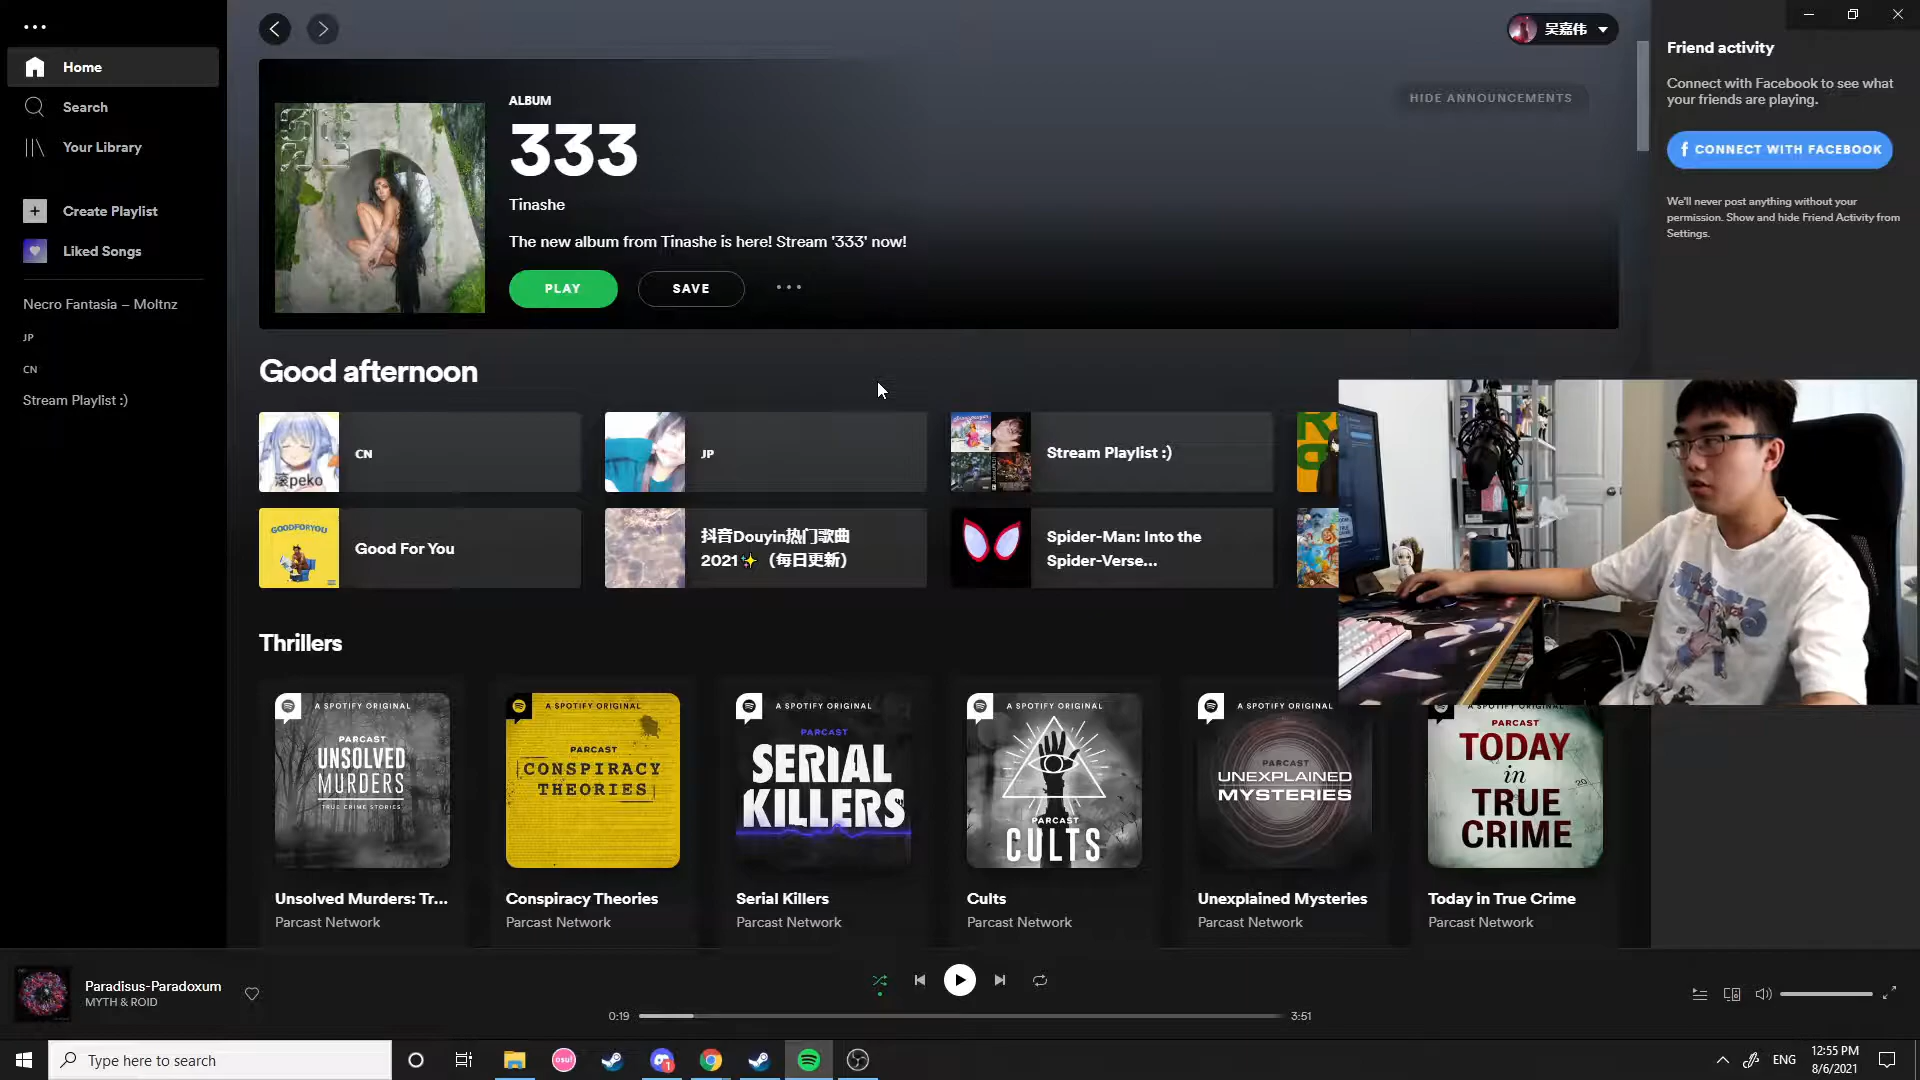 Home
Search
Your Library
Create Playlist
Liked Songs
Necro Fantasia – Moltnz
JP
CN
Stream Playlist :)
吴嘉伟
HIDE ANNOUNCEMENTS
ALBUM
333
Tinashe
The new album from Tinashe is here! Stream '333' now!
PLAY
SAVE
Friend activity
Connect with Facebook to see what
your friends are playing.
CONNECT WITH FACEBOOK
We'll never post anything without your
permission. Show and hide Friend Activity from
Settings.
Good afternoon
peko
CN
JP
Stream Playlist :)
GOODFORYOU
Good For You
抖音Douyin热门歌曲
2021✨（每日更新）
Spider-Man: Into the
Spider-Verse...
Thrillers
A SPOTIFY ORIGINAL
PARCAST
UNSOLVED
MURDERS
TRUE CRIME STORIES
Unsolved Murders: Tr...
Parcast Network
A SPOTIFY ORIGINAL
PARCAST
CONSPIRACY
THEORIES
Conspiracy Theories
Parcast Network
A SPOTIFY ORIGINAL
PARCAST
SERIAL
KILLERS
Serial Killers
Parcast Network
A SPOTIFY ORIGINAL
PARCAST
CULTS
Cults
Parcast Network
A SPOTIFY ORIGINAL
PARCAST
UNEXPLAINED
MYSTERIES
Unexplained Mysteries
Parcast Network
A SPOTIFY ORIGINAL
PARCAST
TODAY
in
TRUE
CRIME
Today in True Crime
Parcast Network
Paradisus-Paradoxum
MYTH & ROID
0:19
3:51
Type here to search
osu!
1
ENG
12:55 PM
8/6/2021